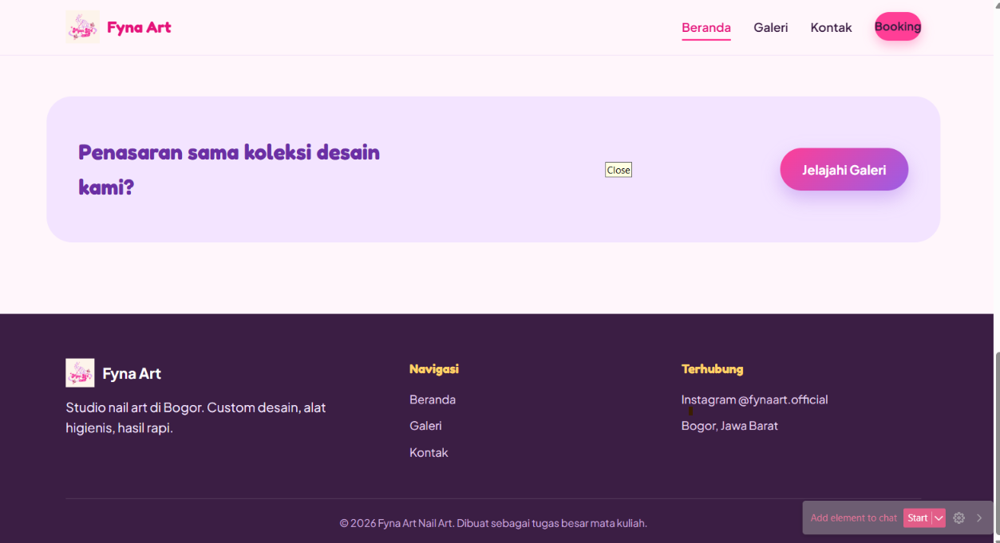 Fyna Art
Beranda
Galeri
Kontak
Booking
Penasaran sama koleksi desain
kami?
Close
Jelajahi Galeri
Fyna Art
Studio nail art di Bogor. Custom desain, alat
higienis, hasil rapi.
Navigasi
Beranda
Galeri
Kontak
Terhubung
Instagram @fynaart.official
Bogor, Jawa Barat
© 2026 Fyna Art Nail Art. Dibuat sebagai tugas besar mata kuliah.
Add element to chat
Start